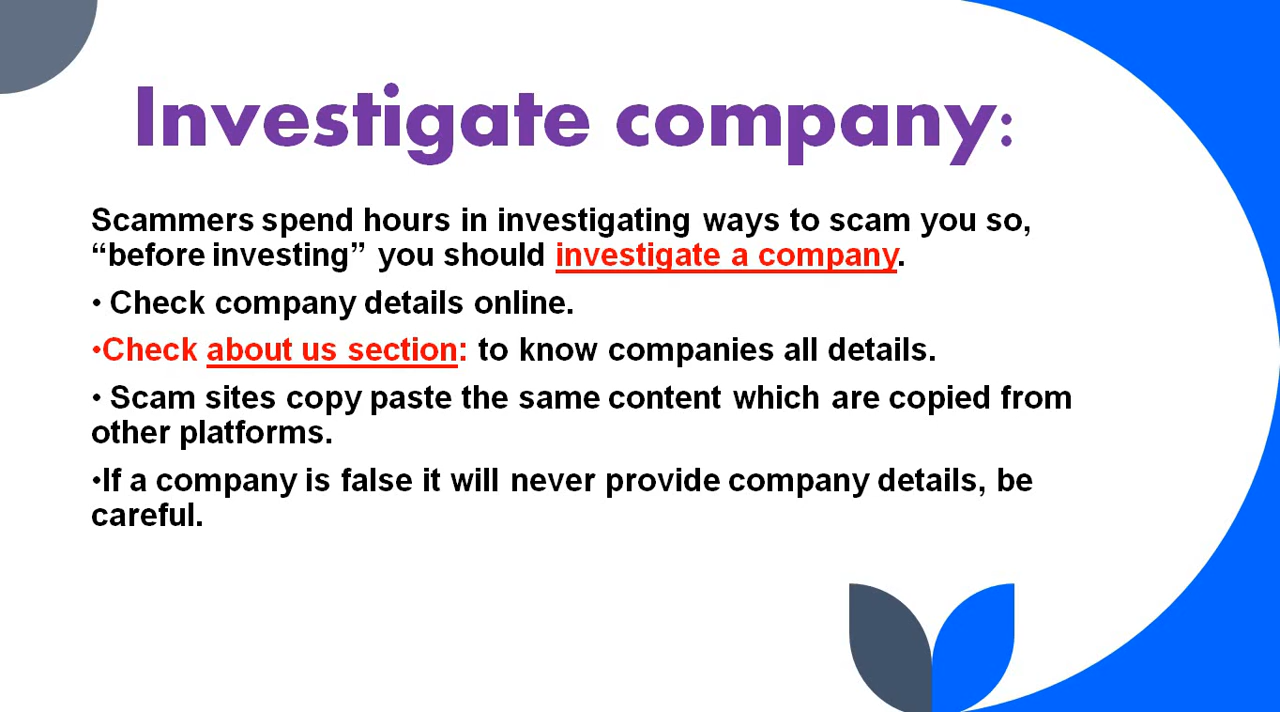 Investigate company:
Scammers spend hours in investigating ways to scam you so,
“before investing” you should investigate a company.
• Check company details online.
•Check about us section: to know companies all details.
• Scam sites copy paste the same content which are copied from
other platforms.
•If a company is false it will never provide company details, be
careful.